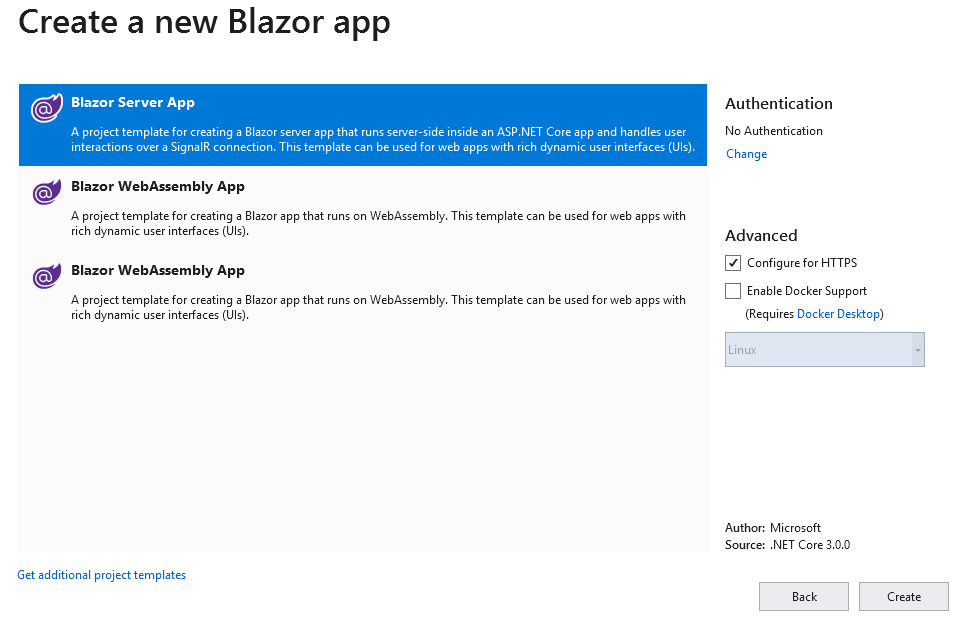 Create a new Blazor app
Blazor Server App
A project template for creating a Blazor server app that runs server-side inside an ASP.NET Core app and handles user
interactions over a SignalR connection. This template can be used for web apps with rich dynamic user interfaces (UIs).
Blazor WebAssembly App
A project template for creating a Blazor app that runs on WebAssembly. This template can be used for web apps with
rich dynamic user interfaces (UIs).
Blazor WebAssembly App
A project template for creating a Blazor app that runs on WebAssembly. This template can be used for web apps with
rich dynamic user interfaces (UIs).
Get additional project templates
Authentication
No Authentication
Change
Advanced
Configure for HTTPS
Enable Docker Support
(Requires Docker Desktop)
Linux
Author: Microsoft
Source: .NET Core 3.0.0
Back
Create